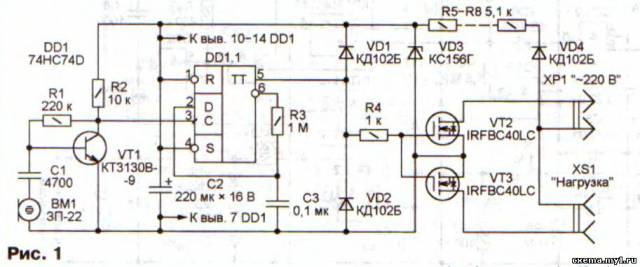 К выв. 10-14 DD1
R5-R8 5,1 к
DD1
74HC74D
DD1.1
VD1
КД102Б
VD3
КС156Г
VD4
КД102Б
R1
220 к
R2
10 к
1
R
TT
5
6
2
D
3
C
4
S
R3
1 М
R4
1 к
XP1 "~220 В"
VT2
IRFBC40LC
VT1
КТ3130В-
-9
C1
4700
BM1
ЗП-22
C2
220 мк × 16 В
К выв. 7 DD1
C3
0,1 мк
VD2
КД102Б
VT3
IRFBC40LC
XS1
"Нагрузка"
Рис. 1
cxema.my1.ru